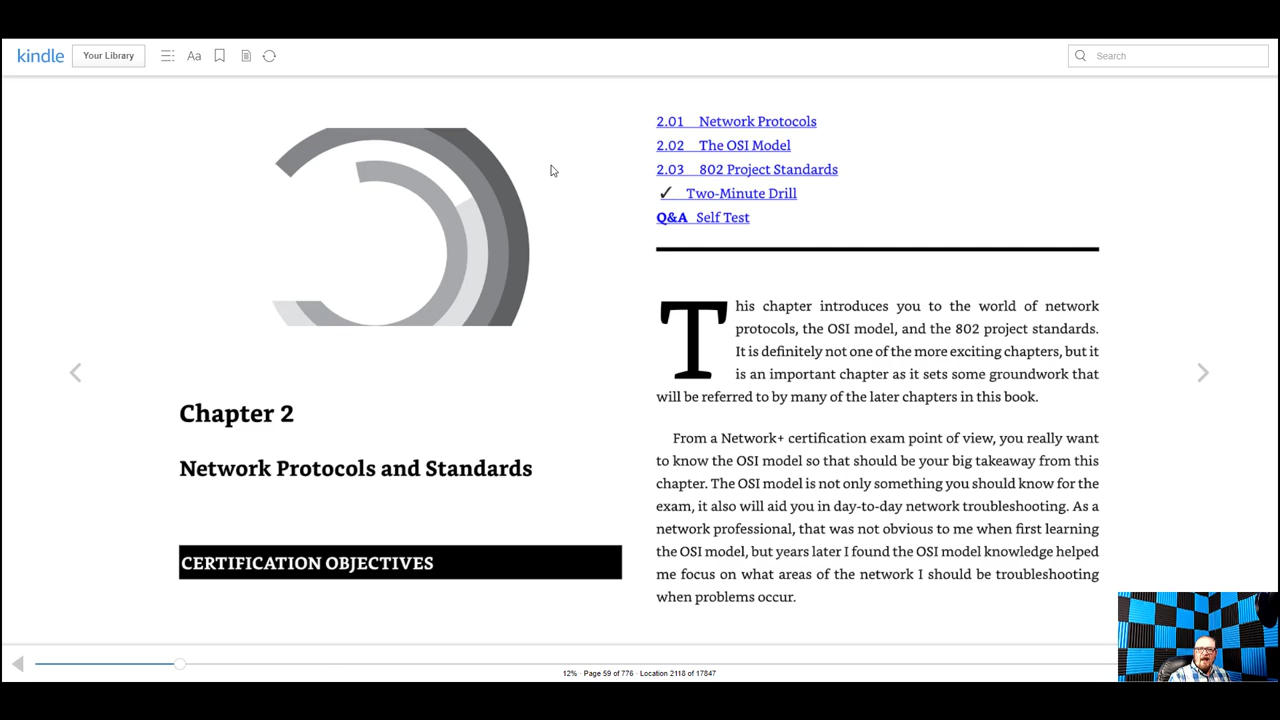 kindle
Your Library
Aa
Search
Chapter 2
Network Protocols and Standards
CERTIFICATION OBJECTIVES
2.01 Network Protocols
2.02 The OSI Model
2.03 802 Project Standards
✓ Two-Minute Drill
Q&A Self Test
This chapter introduces you to the world of network
protocols, the OSI model, and the 802 project standards.
It is definitely not one of the more exciting chapters, but it
is an important chapter as it sets some groundwork that
will be referred to by many of the later chapters in this book.
From a Network+ certification exam point of view, you really want
to know the OSI model so that should be your big takeaway from this
chapter. The OSI model is not only something you should know for the
exam, it also will aid you in day-to-day network troubleshooting. As a
network professional, that was not obvious to me when first learning
the OSI model, but years later I found the OSI model knowledge helped
me focus on what areas of the network I should be troubleshooting
when problems occur.
12% · Page 59 of 776 · Location 2118 of 17847